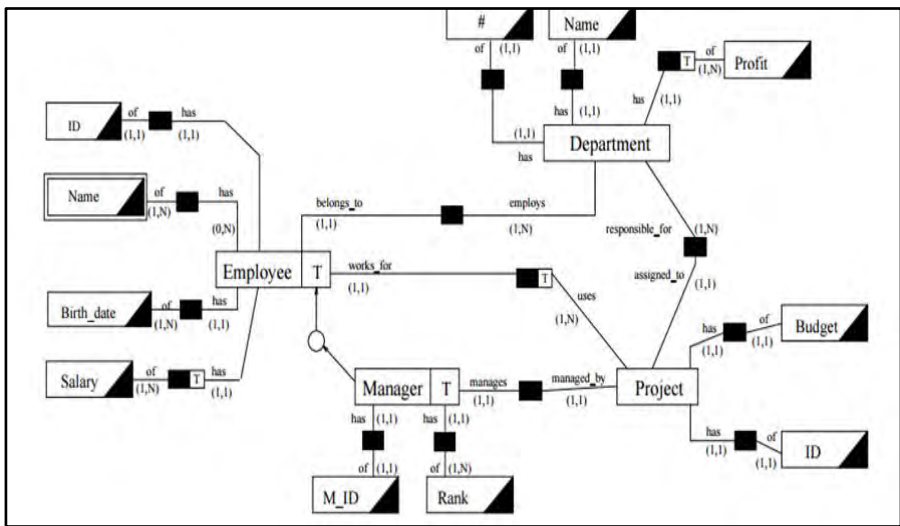 # Name
of (1,1) of (1,1)
of
T Profit
(1,N)
has (1,1)
has (1,1)
(1,1)
has
Department
ID of has
(1,1) (1,1)
Name of has
(1,N) (0,N)
belongs_to employs
(1,1) (1,N)
responsible_for (1,N)
assigned_to
(1,1)
Employee T works_for
(1,1)
T
uses
(1,N)
Birth_date of has
(1,N) (1,1)
Salary of T has
(1,N) (1,1)
has of Budget
(1,1) (1,1)
Manager T manages managed_by Project
(1,1) (1,1)
has (1,1) has (1,1)
of (1,1) of (1,N)
has of ID
(1,1) (1,1)
M_ID Rank